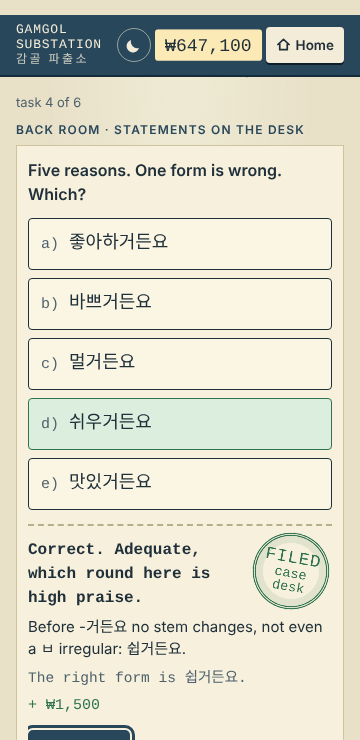 GAMGOL
SUBSTATION
감골 파출소
₩647,100
Home
task 4 of 6
BACK ROOM · STATEMENTS ON THE DESK
Five reasons. One form is wrong.
Which?
a) 좋아하거든요
b) 바쁘거든요
c) 멀거든요
d) 쉬우거든요
e) 맛있거든요
Correct. Adequate,
which round here is
high praise.
FILED
case
desk
Before -거든요 no stem changes, not even
a ㅂ irregular: 쉽거든요.
The right form is 쉽거든요.
+ ₩1,500